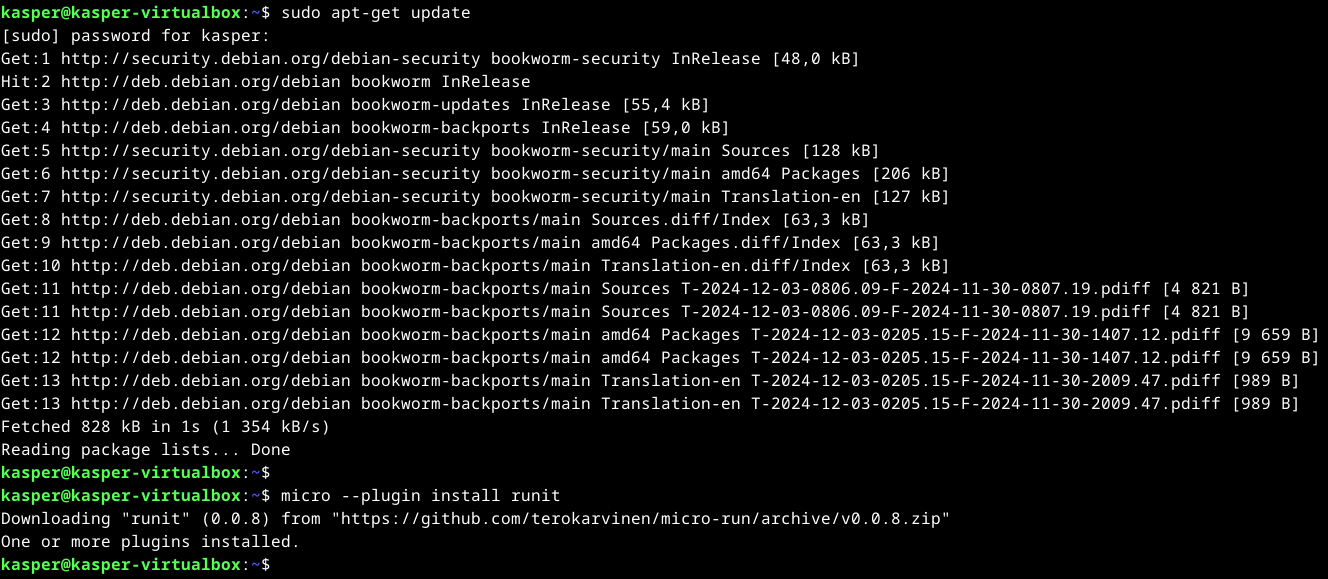 kasper@kasper-virtualbox:~$ sudo apt-get update
[sudo] password for kasper:
Get:1 http://security.debian.org/debian-security bookworm-security InRelease [48,0 kB]
Hit:2 http://deb.debian.org/debian bookworm InRelease
Get:3 http://deb.debian.org/debian bookworm-updates InRelease [55,4 kB]
Get:4 http://deb.debian.org/debian bookworm-backports InRelease [59,0 kB]
Get:5 http://security.debian.org/debian-security bookworm-security/main Sources [128 kB]
Get:6 http://security.debian.org/debian-security bookworm-security/main amd64 Packages [206 kB]
Get:7 http://security.debian.org/debian-security bookworm-security/main Translation-en [127 kB]
Get:8 http://deb.debian.org/debian bookworm-backports/main Sources.diff/Index [63,3 kB]
Get:9 http://deb.debian.org/debian bookworm-backports/main amd64 Packages.diff/Index [63,3 kB]
Get:10 http://deb.debian.org/debian bookworm-backports/main Translation-en.diff/Index [63,3 kB]
Get:11 http://deb.debian.org/debian bookworm-backports/main Sources T-2024-12-03-0806.09-F-2024-11-30-0807.19.pdiff [4 821 B]
Get:11 http://deb.debian.org/debian bookworm-backports/main Sources T-2024-12-03-0806.09-F-2024-11-30-0807.19.pdiff [4 821 B]
Get:12 http://deb.debian.org/debian bookworm-backports/main amd64 Packages T-2024-12-03-0205.15-F-2024-11-30-1407.12.pdiff [9 659 B]
Get:12 http://deb.debian.org/debian bookworm-backports/main amd64 Packages T-2024-12-03-0205.15-F-2024-11-30-1407.12.pdiff [9 659 B]
Get:13 http://deb.debian.org/debian bookworm-backports/main Translation-en T-2024-12-03-0205.15-F-2024-11-30-2009.47.pdiff [989 B]
Get:13 http://deb.debian.org/debian bookworm-backports/main Translation-en T-2024-12-03-0205.15-F-2024-11-30-2009.47.pdiff [989 B]
Fetched 828 kB in 1s (1 354 kB/s)
Reading package lists... Done
kasper@kasper-virtualbox:~$
kasper@kasper-virtualbox:~$ micro --plugin install runit
Downloading "runit" (0.0.8) from "https://github.com/terokarvinen/micro-run/archive/v0.0.8.zip"
One or more plugins installed.
kasper@kasper-virtualbox:~$